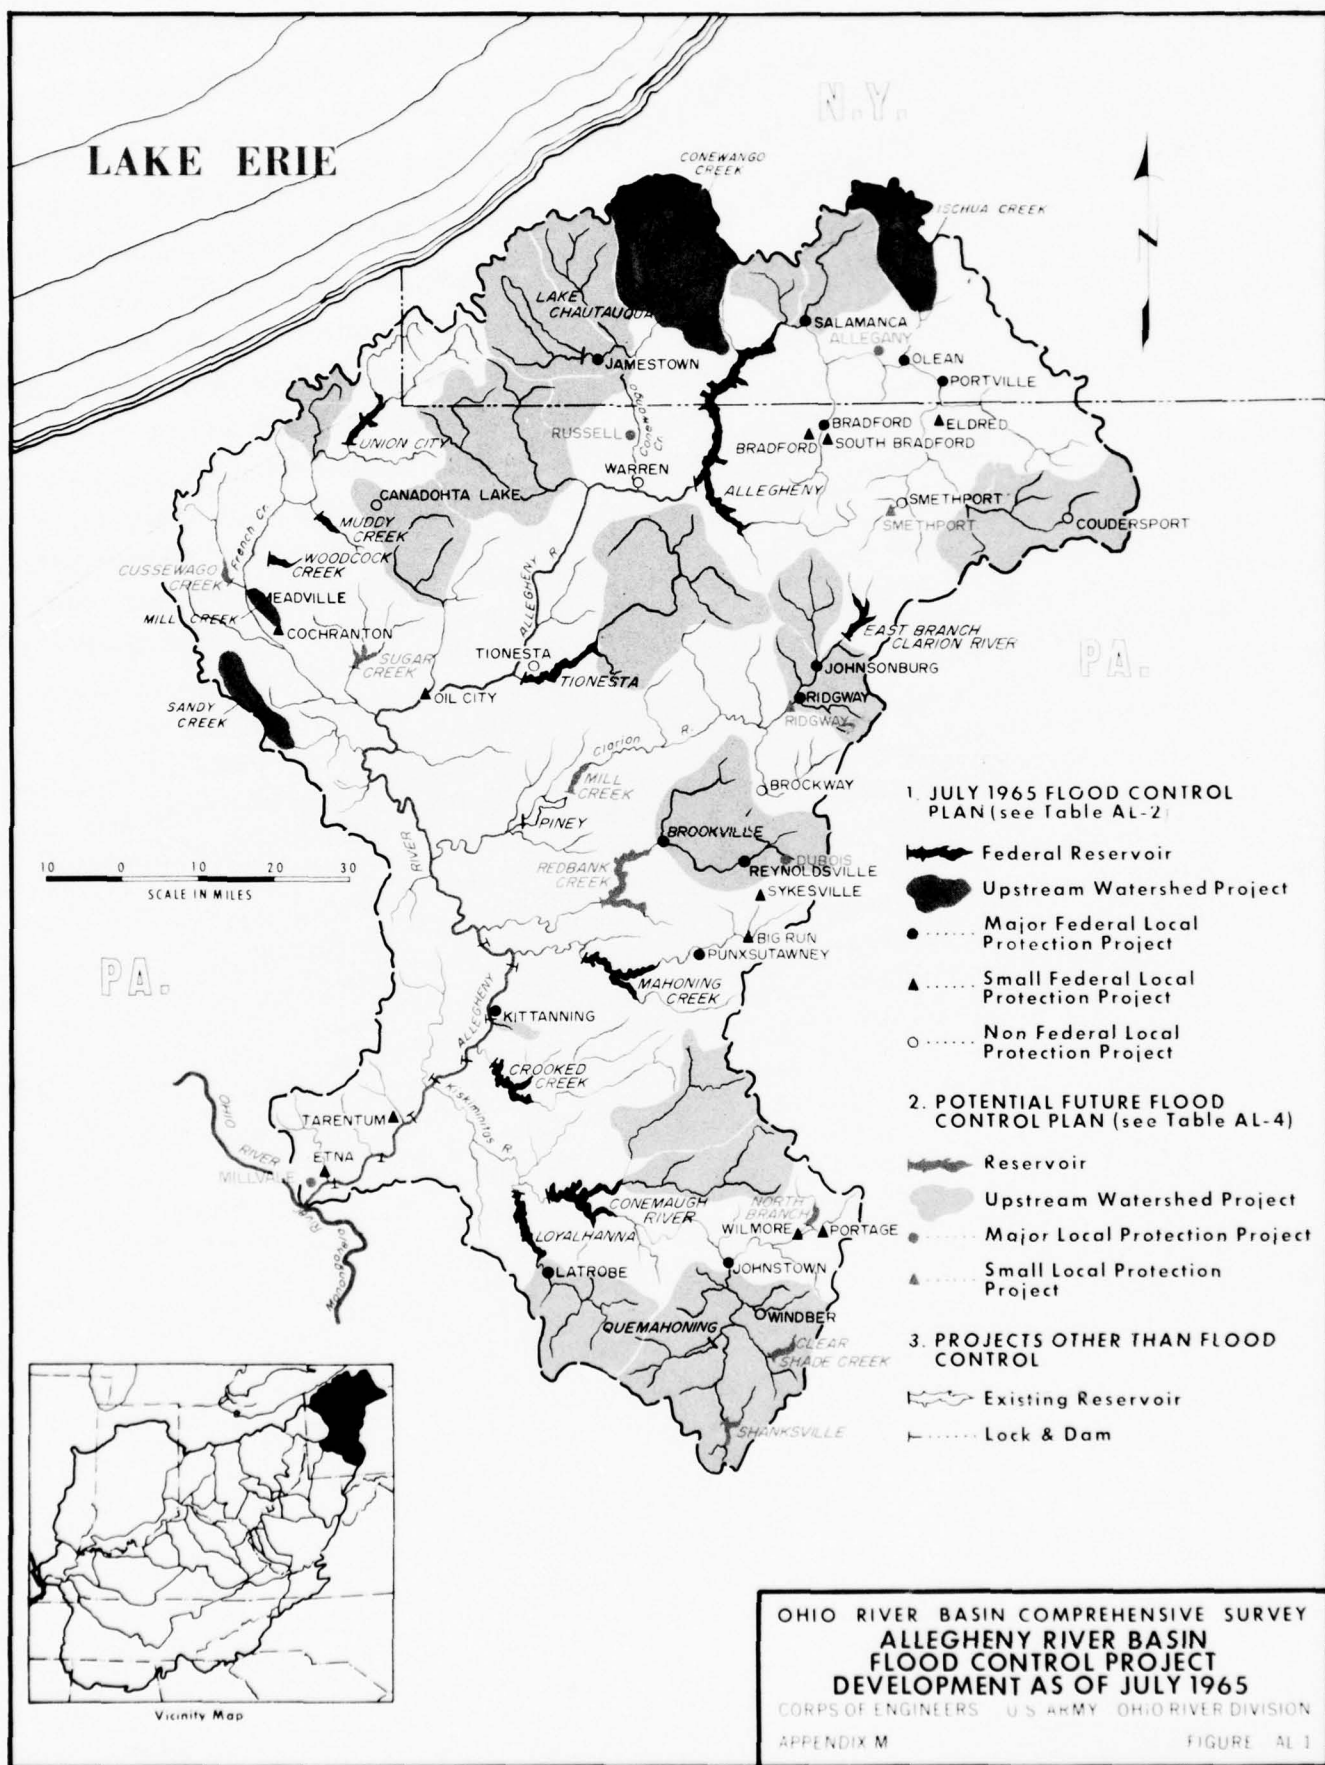 N.Y.
LAKE ERIE
CONEWANGO
CREEK
ISCHUA CREEK
LAKE
CHAUTAUQUA
SALAMANCA
ALLEGANY
OLEAN
JAMESTOWN
PORTVILLE
Conewango
Cr.
UNION CITY
RUSSELL
BRADFORD
ELDRED
BRADFORD
SOUTH BRADFORD
WARREN
CANADOHTA LAKE
ALLEGHENY
SMETHPORT
SMETHPORT
COUDERSPORT
MUDDY
CREEK
French Cr.
WOODCOCK
CREEK
CUSSEWAGO
CREEK
ALLEGHENY R.
MEADVILLE
MILL CREEK
COCHRANTON
EAST BRANCH
CLARION RIVER
PA.
SUGAR
CREEK
TIONESTA
TIONESTA
JOHNSONBURG
OIL CITY
RIDGWAY
RIDGWAY
SANDY
CREEK
Clarion R.
MILL
CREEK
BROCKWAY
PINEY
BROOKVILLE
RIVER
REDBANK
CREEK
DUBOIS
REYNOLDSVILLE
SYKESVILLE
10 0 10 20 30
SCALE IN MILES
BIG RUN
PUNXSUTAWNEY
PA.
MAHONING
CREEK
ALLEGHENY
KITTANNING
CROOKED
CREEK
Kiskiminitas R.
OHIO
RIVER
TARENTUM
ETNA
MILLVALE
Monongahela
River
CONEMAUGH
RIVER
NORTH
BRANCH
WILMORE
PORTAGE
LOYALHANNA
LATROBE
JOHNSTOWN
QUEMAHONING
WINDBER
CLEAR
SHADE CREEK
SHANKSVILLE
1. JULY 1965 FLOOD CONTROL
PLAN (see Table AL-2)
Federal Reservoir
Upstream Watershed Project
Major Federal Local
Protection Project
Small Federal Local
Protection Project
Non Federal Local
Protection Project
2. POTENTIAL FUTURE FLOOD
CONTROL PLAN (see Table AL-4)
Reservoir
Upstream Watershed Project
Major Local Protection Project
Small Local Protection
Project
3. PROJECTS OTHER THAN FLOOD
CONTROL
Existing Reservoir
Lock & Dam
Vicinity Map
OHIO RIVER BASIN COMPREHENSIVE SURVEY
ALLEGHENY RIVER BASIN
FLOOD CONTROL PROJECT
DEVELOPMENT AS OF JULY 1965
CORPS OF ENGINEERS U S ARMY OHIO RIVER DIVISION
APPENDIX M FIGURE AL 1